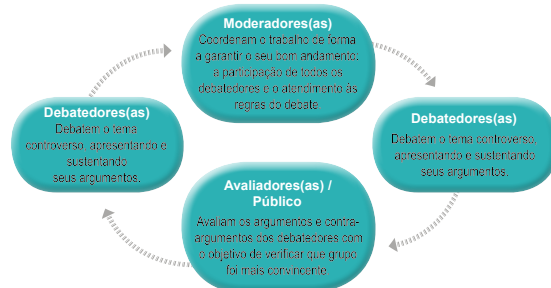 Moderadores(as)
Coordenam o trabalho de forma
a garantir o seu bom andamento:
a participação de todos os
debatedores e o atendimento às
regras do debate
Debatedores(as)
Debatem o tema
controverso, apresentando e
sustentando
seus argumentos.
Debatedores(as)
Debatem o tema controverso,
apresentando e sustentando
seus argumentos.
Avaliadores(as) /
Público
Avaliam os argumentos e contra-
argumentos dos debatedores com
o objetivo de verificar que grupo
foi mais convincente.